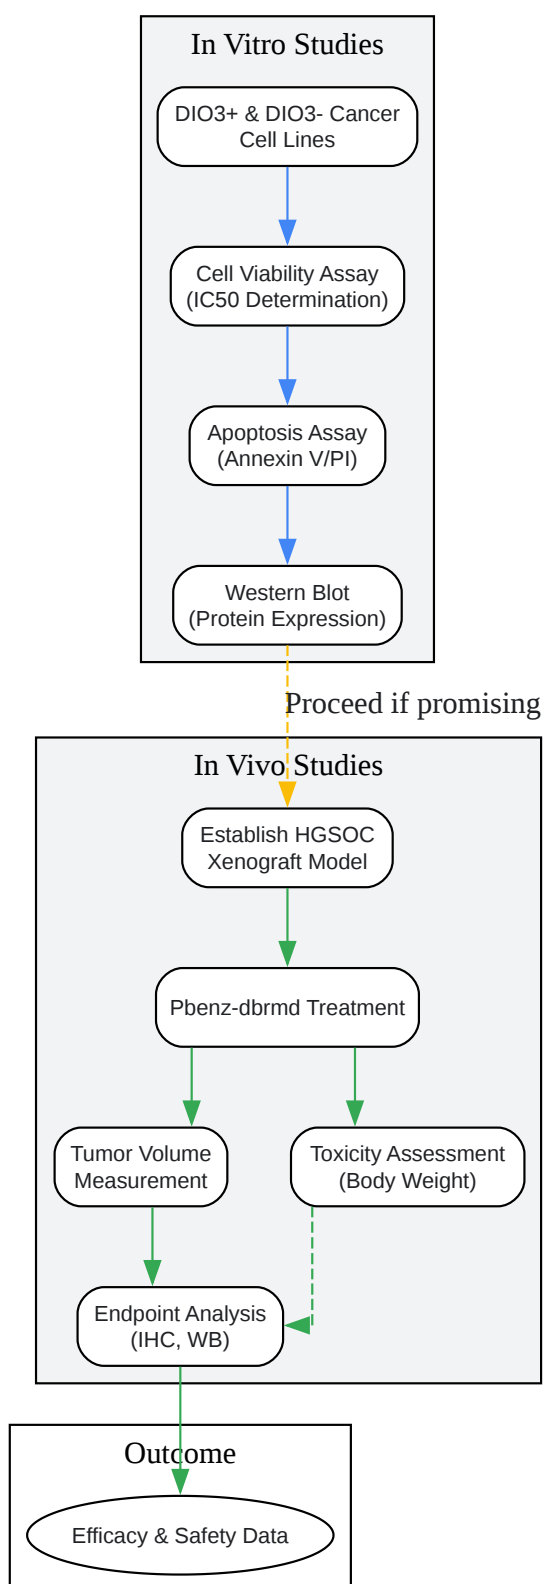 In Vitro Studies
DIO3+ & DIO3- Cancer
Cell Lines
Cell Viability Assay
(IC50 Determination)
Apoptosis Assay
(Annexin V/PI)
Western Blot
(Protein Expression)
Proceed if promising
In Vivo Studies
Establish HGSOC
Xenograft Model
Pbenz-dbrmd Treatment
Tumor Volume
Measurement
Toxicity Assessment
(Body Weight)
Endpoint Analysis
(IHC, WB)
Outcome
Efficacy & Safety Data